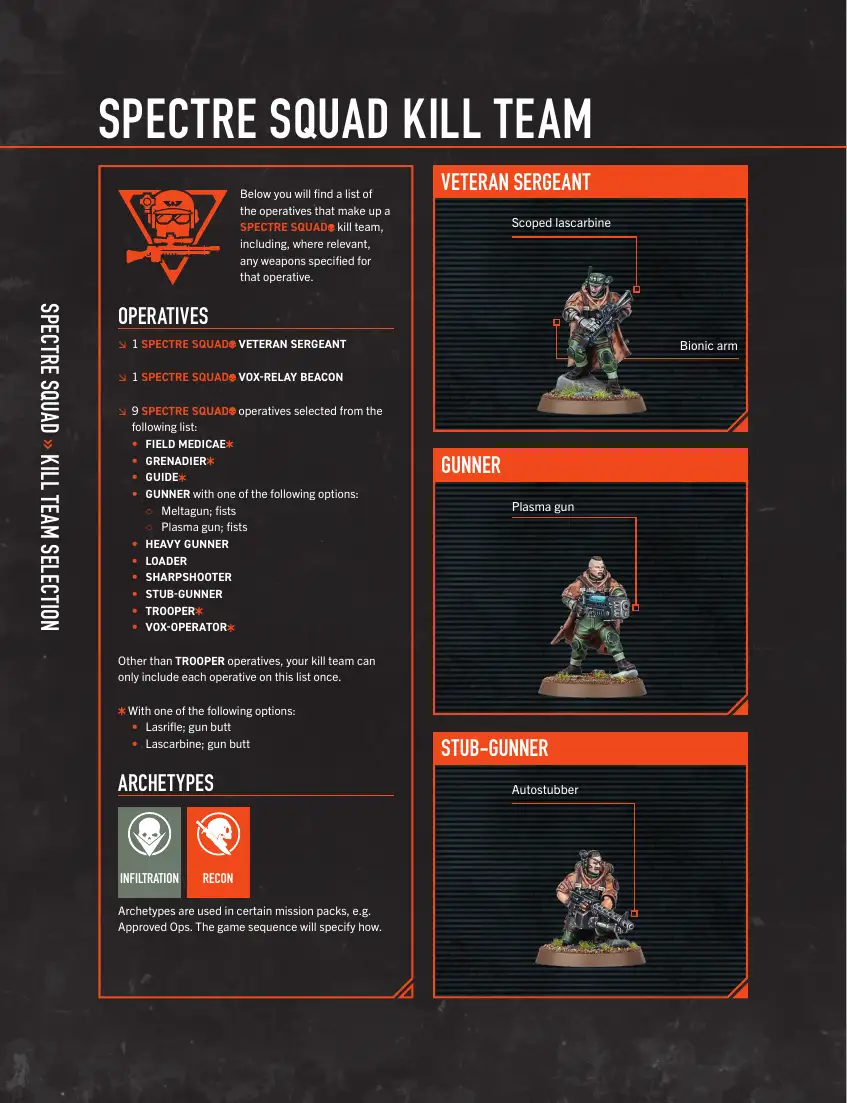 SPECTRE SQUAD KILL TEAM
SPECTRE SQUAD » KILL TEAM SELECTION
Below you will find a list of
the operatives that make up a
SPECTRE SQUAD kill team,
including, where relevant,
any weapons specified for
that operative.
OPERATIVES
1 SPECTRE SQUAD VETERAN SERGEANT
1 SPECTRE SQUAD VOX-RELAY BEACON
9 SPECTRE SQUAD operatives selected from the
following list:
• FIELD MEDICAE*
• GRENADIER*
• GUIDE*
• GUNNER with one of the following options:
○ Meltagun; fists
○ Plasma gun; fists
• HEAVY GUNNER
• LOADER
• SHARPSHOOTER
• STUB-GUNNER
• TROOPER*
• VOX-OPERATOR*
Other than TROOPER operatives, your kill team can
only include each operative on this list once.
* With one of the following options:
• Lasrifle; gun butt
• Lascarbine; gun butt
ARCHETYPES
INFILTRATION
RECON
Archetypes are used in certain mission packs, e.g.
Approved Ops. The game sequence will specify how.
VETERAN SERGEANT
Scoped lascarbine
Bionic arm
GUNNER
Plasma gun
STUB-GUNNER
Autostubber